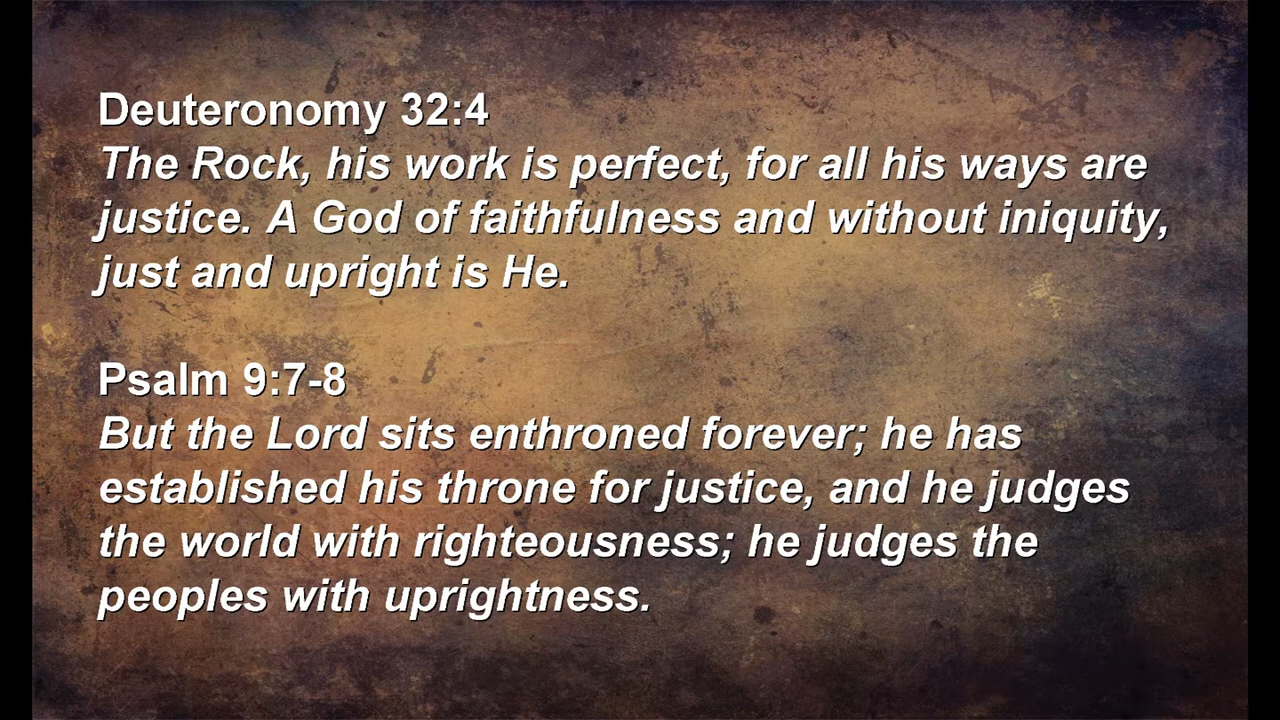 Deuteronomy 32:4
The Rock, his work is perfect, for all his ways are
justice. A God of faithfulness and without iniquity,
just and upright is He.
Psalm 9:7-8
But the Lord sits enthroned forever; he has
established his throne for justice, and he judges
the world with righteousness; he judges the
peoples with uprightness.